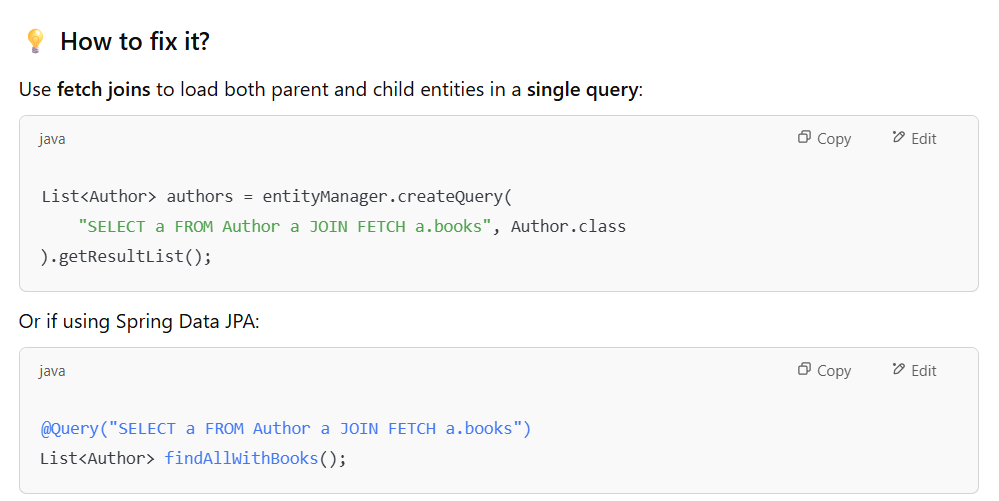 💡 How to fix it?
Use fetch joins to load both parent and child entities in a single query:
java Copy Edit
List<Author> authors = entityManager.createQuery(
    "SELECT a FROM Author a JOIN FETCH a.books", Author.class
).getResultList();
Or if using Spring Data JPA:
java Copy Edit
@Query("SELECT a FROM Author a JOIN FETCH a.books")
List<Author> findAllWithBooks();